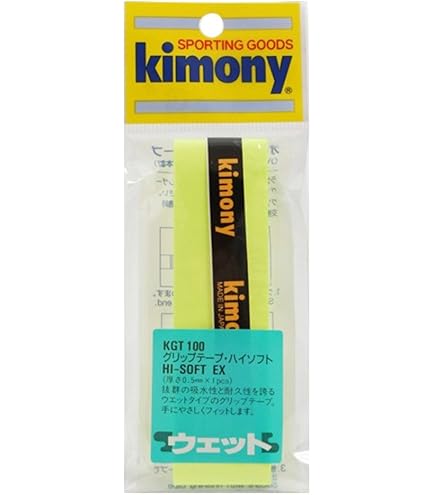 SPORTING GOODS
kimony®
kimony
kimo
MADE IN JAP
KGT100
グリップテープ・ハイソフト
HI-SOFT EX
(厚さ0.5mm×1pcs)
抜群の吸水性と耐久性を誇る
ウエットタイプのグリップテープ。
手にやさしくフィットします。
ウェット